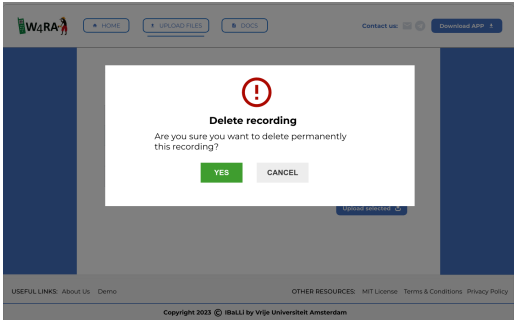 W4RA
HOME
UPLOAD FILES
DOCS
Contact us:
Download APP
Delete recording
Are you sure you want to delete permanently
this recording?
YES
CANCEL
Upload selected
USEFUL LINKS: About Us Demo
OTHER RESOURCES: MIT License Terms & Conditions Privacy Policy
Copyright 2023 © IBaLLi by Vrije Universiteit Amsterdam